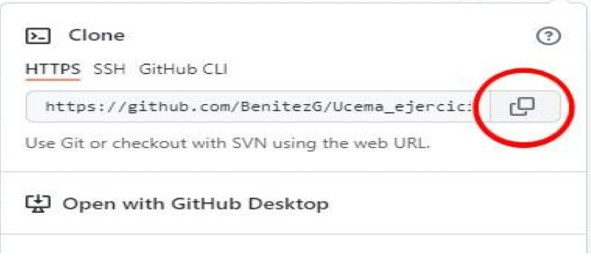 Clone
HTTPS SSH GitHub CLI
https://github.com/BenitezG/Ucema_ejercici
Use Git or checkout with SVN using the web URL.
Open with GitHub Desktop